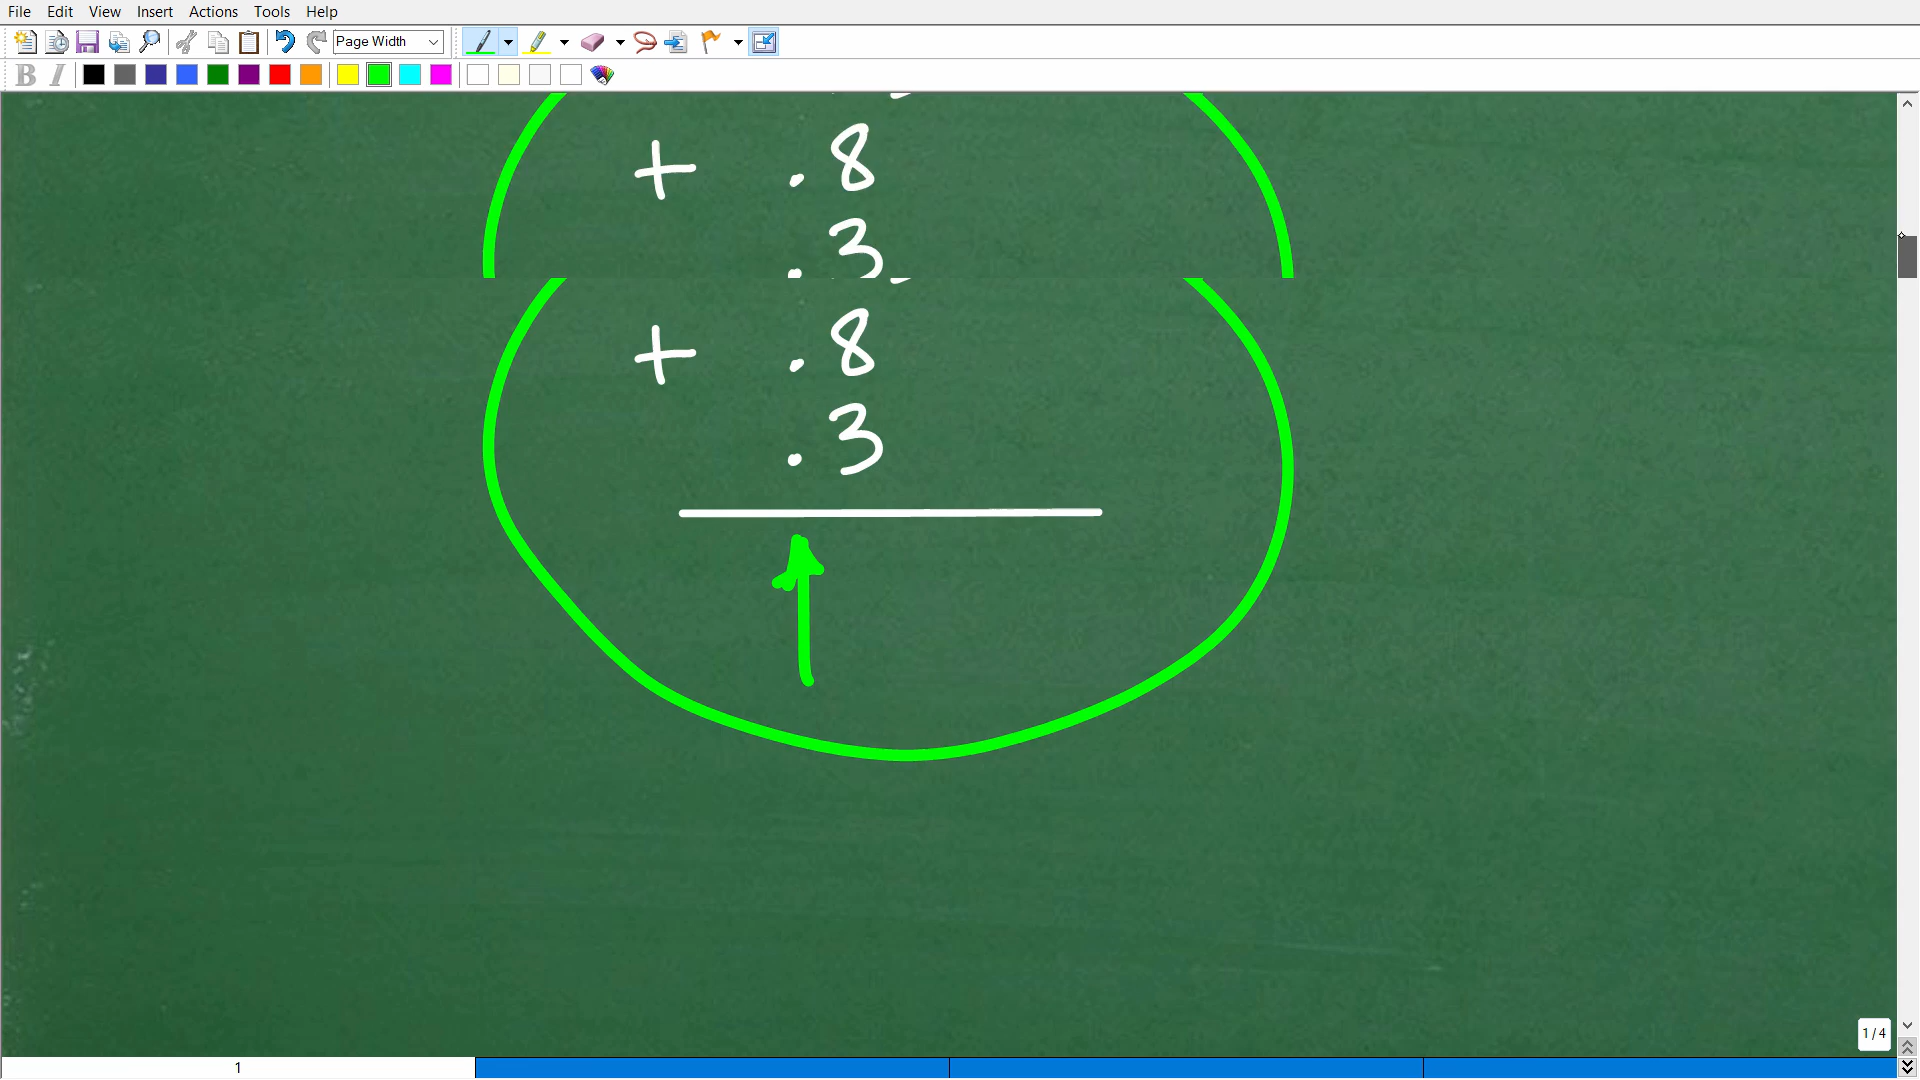 File Edit View Insert Actions Tools Help
Page Width
B I
+ .8
.3
+ .8
.3
1 / 4
1